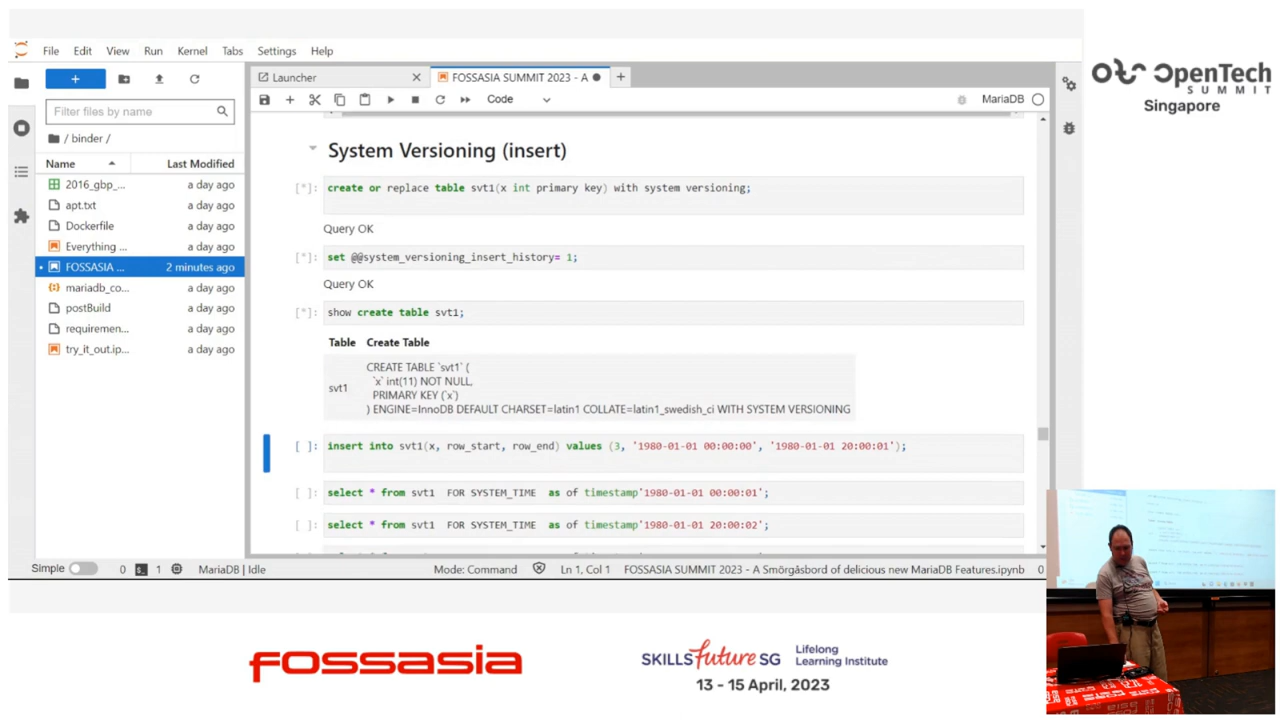 File Edit View Run Kernel Tabs Settings Help
Launcher
FOSSASIA SUMMIT 2023 - A
Filter files by name
Code
MariaDB
/ binder /
Name Last Modified
2016_gbp_... a day ago
apt.txt a day ago
Dockerfile a day ago
Everything ... a day ago
FOSSASIA ... 2 minutes ago
mariadb_co... a day ago
postBuild a day ago
requiremen... a day ago
try_it_out.ip... a day ago
System Versioning (insert)
[*]: create or replace table svt1(x int primary key) with system versioning;
Query OK
[*]: set @@system_versioning_insert_history= 1;
Query OK
[*]: show create table svt1;
Table Create Table
svt1
CREATE TABLE `svt1` (
`x` int(11) NOT NULL,
PRIMARY KEY (`x`)
) ENGINE=InnoDB DEFAULT CHARSET=latin1 COLLATE=latin1_swedish_ci WITH SYSTEM VERSIONING
[ ]: insert into svt1(x, row_start, row_end) values (3, '1980-01-01 00:00:00', '1980-01-01 20:00:01');
[ ]: select * from svt1 FOR SYSTEM_TIME as of timestamp'1980-01-01 00:00:01';
[ ]: select * from svt1 FOR SYSTEM_TIME as of timestamp'1980-01-01 20:00:02';
Simple 0 1 MariaDB | Idle Mode: Command Ln 1, Col 1 FOSSASIA SUMMIT 2023 - A Smörgåsbord of delicious new MariaDB Features.ipynb 0
OpenTech
SUMMIT
Singapore
FOSSASIA
SKILLS future SG
Lifelong
Learning Institute
13 - 15 April, 2023